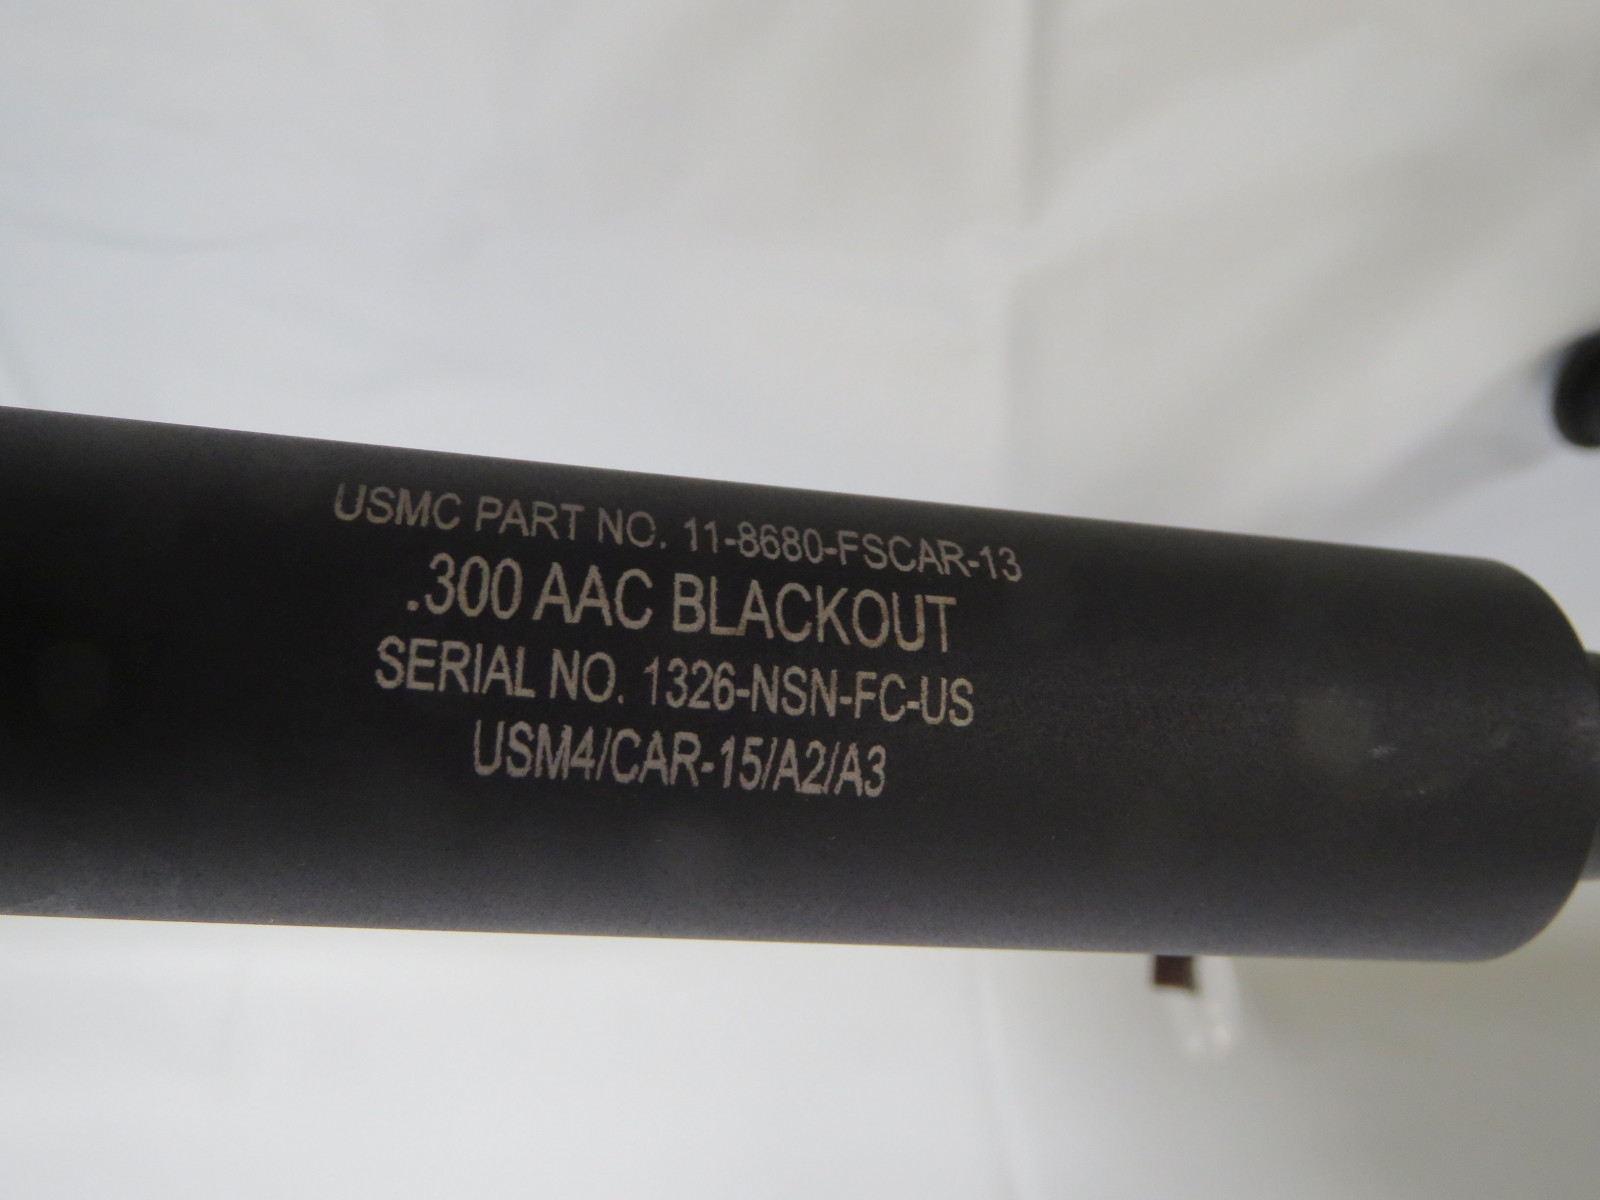 USMC PART NO. 11-8680-FSCAR-13
.300 AAC BLACKOUT
SERIAL NO. 1326-NSN-FC-US
USM4/CAR-15/A2/A3